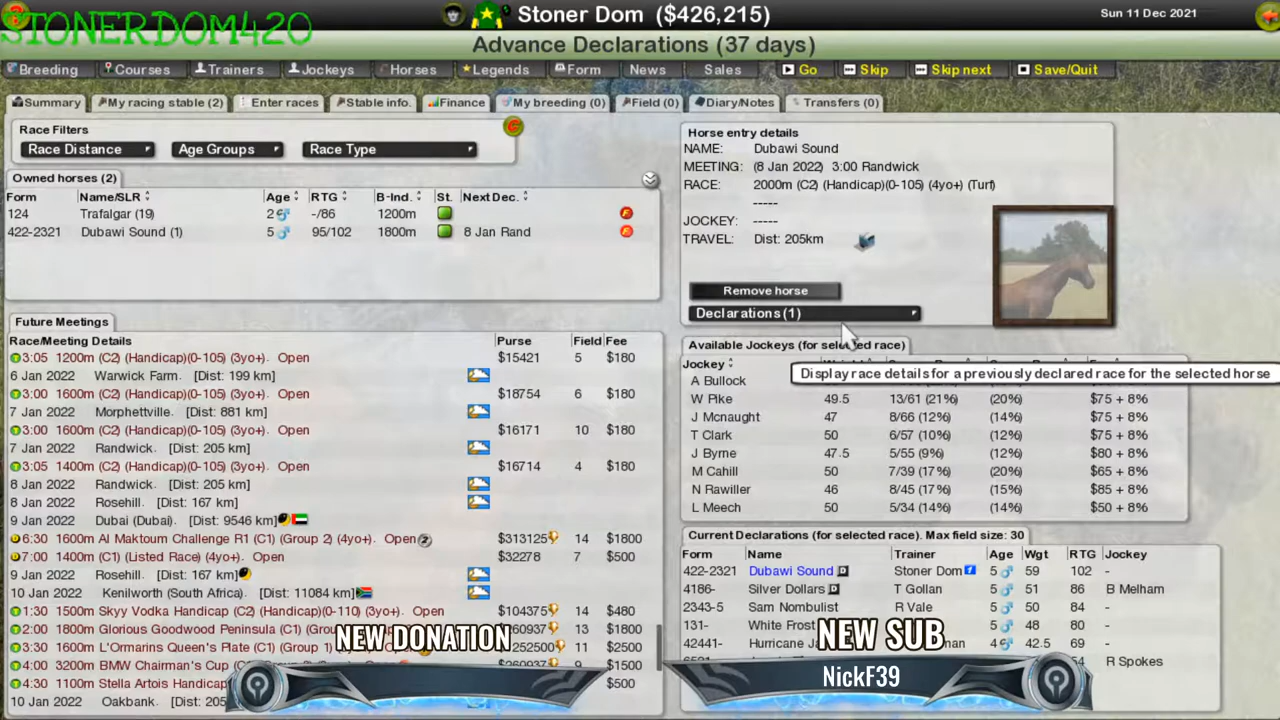 STONERDOM420
Stoner Dom ($426,215)
Sun 11 Dec 2021
Advance Declarations (37 days)
Breeding Courses Trainers Jockeys Horses Legends Form News Sales Go Skip Skip next Save/Quit
Summary My racing stable (2) Enter races Stable info. Finance My breeding (0) Field (0) Diary/Notes Transfers (0)
Race Filters
Race Distance Age Groups Race Type
Owned horses (2)
Form Name/SLR Age RTG B-Ind. St. Next Dec.
124 Trafalgar (19) 2 -/86 1200m
422-2321 Dubawi Sound (1) 5 95/102 1800m 8 Jan Rand
Future Meetings
Race/Meeting Details Purse Field Fee
3:05 1200m (C2) (Handicap)(0-105) (3yo+). Open $15421 5 $180
6 Jan 2022 Warwick Farm. [Dist: 199 km]
3:00 1600m (C2) (Handicap)(0-105) (3yo+). Open $18754 6 $180
7 Jan 2022 Morphettville. [Dist: 881 km]
3:00 1600m (C2) (Handicap)(0-105) (3yo+). Open $16171 10 $180
7 Jan 2022 Randwick. [Dist: 205 km]
3:05 1400m (C2) (Handicap)(0-105) (3yo+). Open $16714 4 $180
8 Jan 2022 Randwick. [Dist: 205 km]
8 Jan 2022 Rosehill. [Dist: 167 km]
9 Jan 2022 Dubai (Dubai). [Dist: 9546 km]
6:30 1600m Al Maktoum Challenge R1 (C1) (Group 2) (4yo+). Open 2 $313125 14 $1800
7:00 1400m (C1) (Listed Race) (4yo+). Open $32278 7 $500
9 Jan 2022 Rosehill. [Dist: 167 km]
10 Jan 2022 Kenilworth (South Africa). [Dist: 11084 km]
1:30 1500m Skyy Vodka Handicap (C2) (Handicap)(0-110) (3yo+). Open $104375 14 $480
2:00 1800m Glorious Goodwood Peninsula (C1) (Grou 13 $1800
3:30 1600m L'Ormarins Queen's Plate (C1) (Group 1) $252500 11 $2500
4:00 3200m BMW Chairman's Cup 9 $1500
4:30 1100m Stella Artois Handicap $500
10 Jan 2022 Oakbank. [Dist: 205
Horse entry details
NAME: Dubawi Sound
MEETING: (8 Jan 2022) 3:00 Randwick
RACE: 2000m (C2) (Handicap)(0-105) (4yo+) (Turf)
-----
JOCKEY: -----
TRAVEL: Dist: 205km
Remove horse
Declarations (1)
Available Jockeys (for selected race)
Jockey
Display race details for a previously declared race for the selected horse
A Bullock
W Pike 49.5 13/61 (21%) (20%) $75 + 8%
J Mcnaught 47 8/66 (12%) (14%) $75 + 8%
T Clark 50 6/57 (10%) (12%) $75 + 8%
J Byrne 47.5 5/55 (9%) (12%) $80 + 8%
M Cahill 50 7/39 (17%) (20%) $65 + 8%
N Rawiller 46 8/45 (17%) (15%) $85 + 8%
L Meech 50 5/34 (14%) (14%) $50 + 8%
Current Declarations (for selected race). Max field size: 30
Form Name Trainer Age Wgt RTG Jockey
422-2321 Dubawi Sound D Stoner Dom f 5 59 102 -
4186- Silver Dollars D T Gollan 5 51 86 B Melham
2343-5 Sam Nombulist R Vale 5 50 84 -
131- White Frost 5 48 80 -
42441- Hurricane 4 42.5 69 -
R Spokes
NEW DONATION
NEW SUB
NickF39